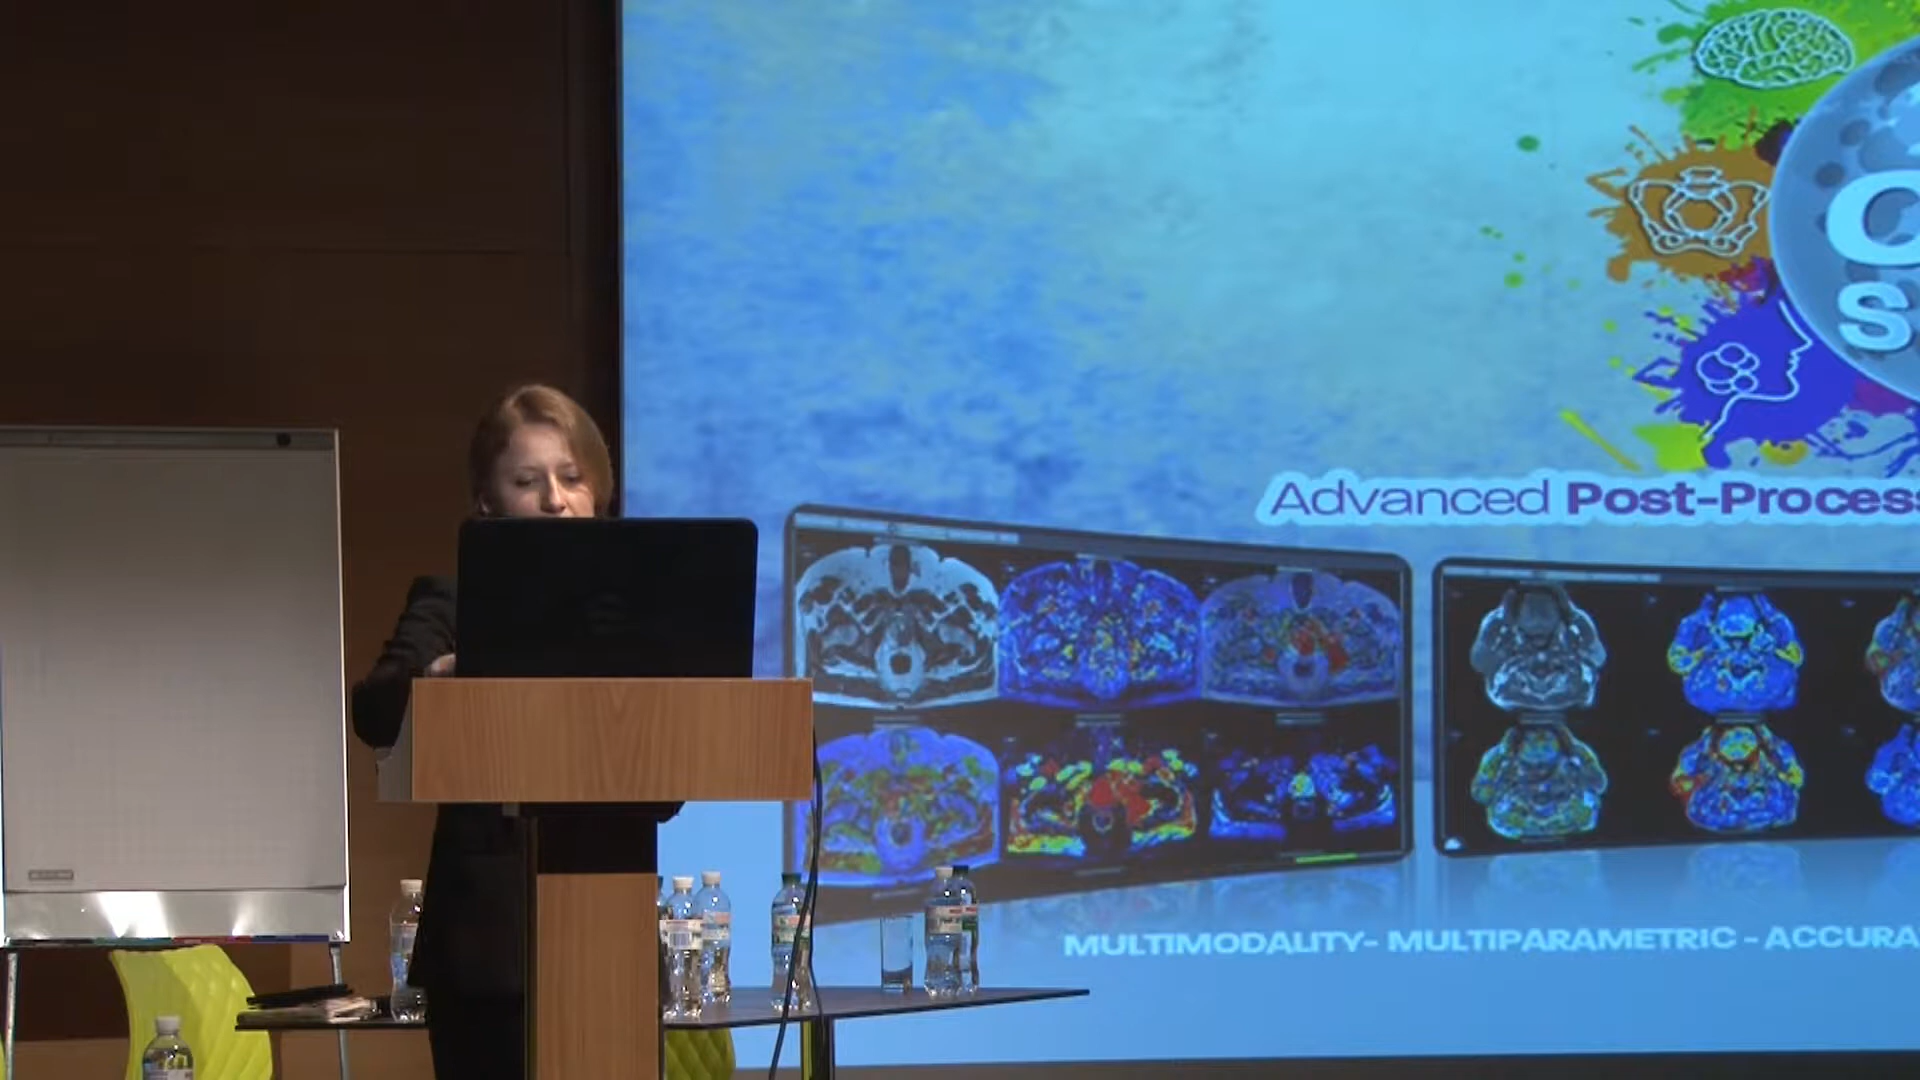 O
S
Advanced Post-Process
MULTIMODALITY- MULTIPARAMETRIC - ACCURA